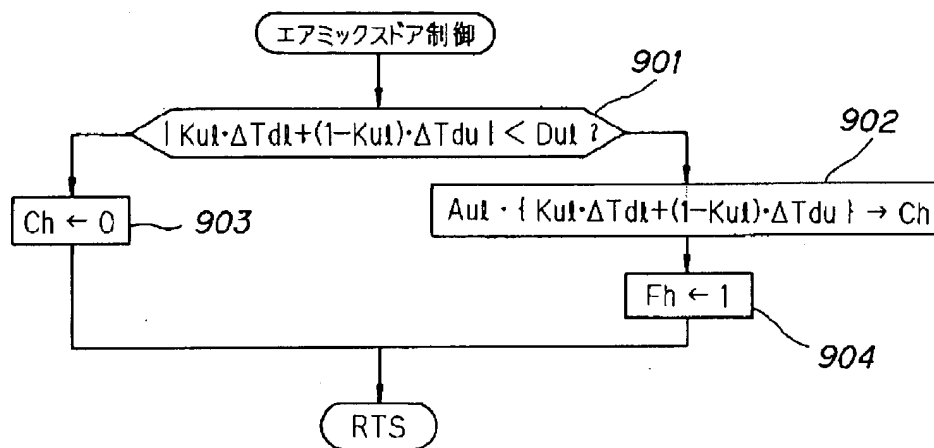 エアミックスドア制御
901
| Kul・ΔTdl+(1-Kul)・ΔTdu | < Dul ?
902
Aul・{ Kul・ΔTdl+(1-Kul)・ΔTdu } → Ch
Ch ← 0
903
Fh ← 1
904
RTS